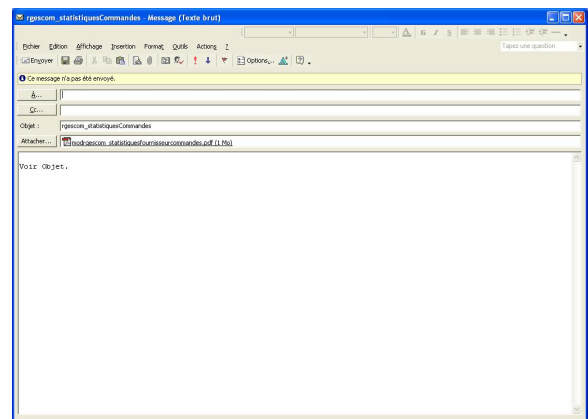 rgescom_statistiquesCommandes - Message (Texte brut)
A G I S
Fichier Edition Affichage Insertion Format Outils Actions ? Tapez une question
Envoyer Options...
Ce message n'a pas été envoyé.
À...
Cc...
Objet : rgescom_statistiquesCommandes
Attacher... modrgescom_statistiquesfournisseurcommandes.pdf (1 Mo)
Voir Objet.